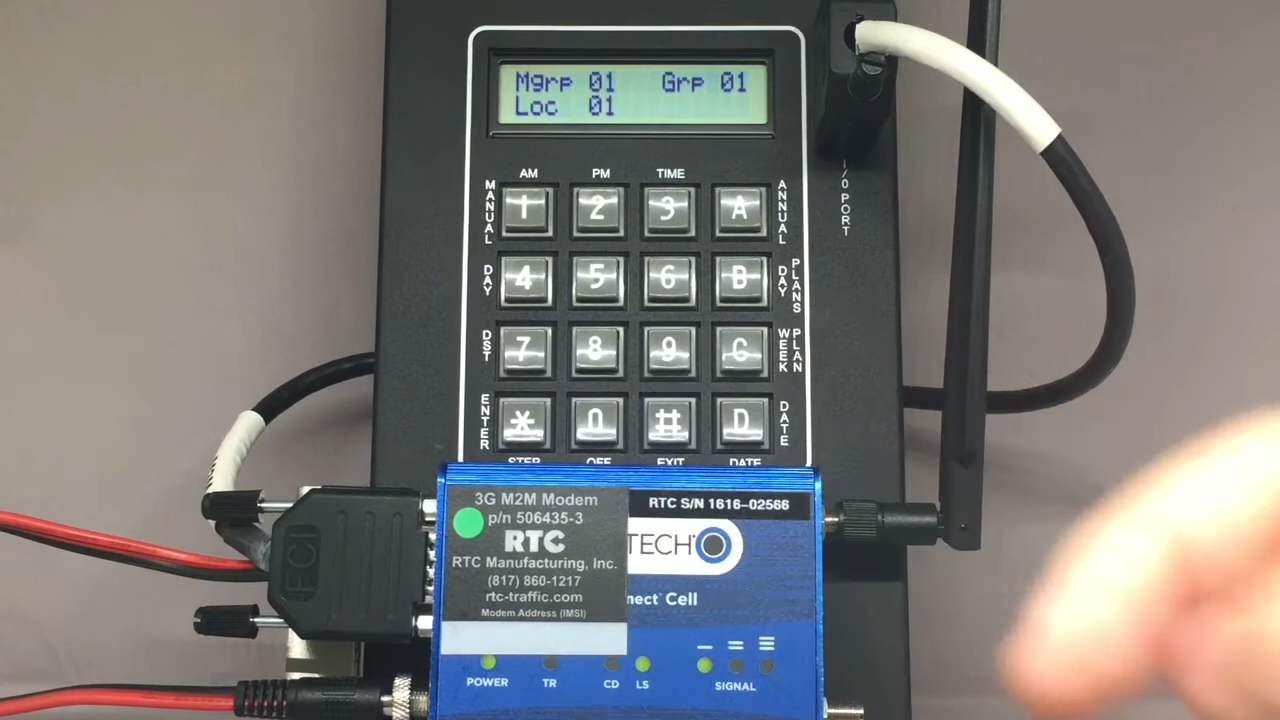 Mgrp 01 Grp 01
Loc 01
AM PM TIME
MANUAL 1 2 3 A ANNUAL
I/O PORT
DAY 4 5 6 B DAY PLANS
DST 7 8 9 C WEEK PLAN
ENTER * 0 # D DATE
STEP OFF EXIT DATE
FCI
3G M2M Modem
p/n 506435-3
RTC
RTC Manufacturing, Inc.
(817) 860-1217
rtc-traffic.com
Modem Address (IMSI)
RTC S/N 1616-02566
TECH
nect® Cell
POWER TR CD LS SIGNAL